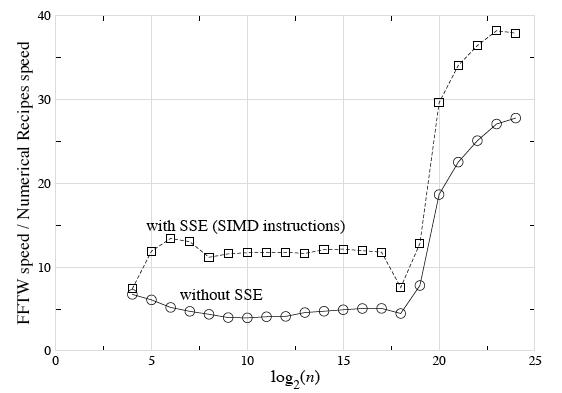 40
30
20
10
0
FFTW speed / Numerical Recipes speed
with SSE (SIMD instructions)
without SSE
0 5 10 15 20 25
log2(n)